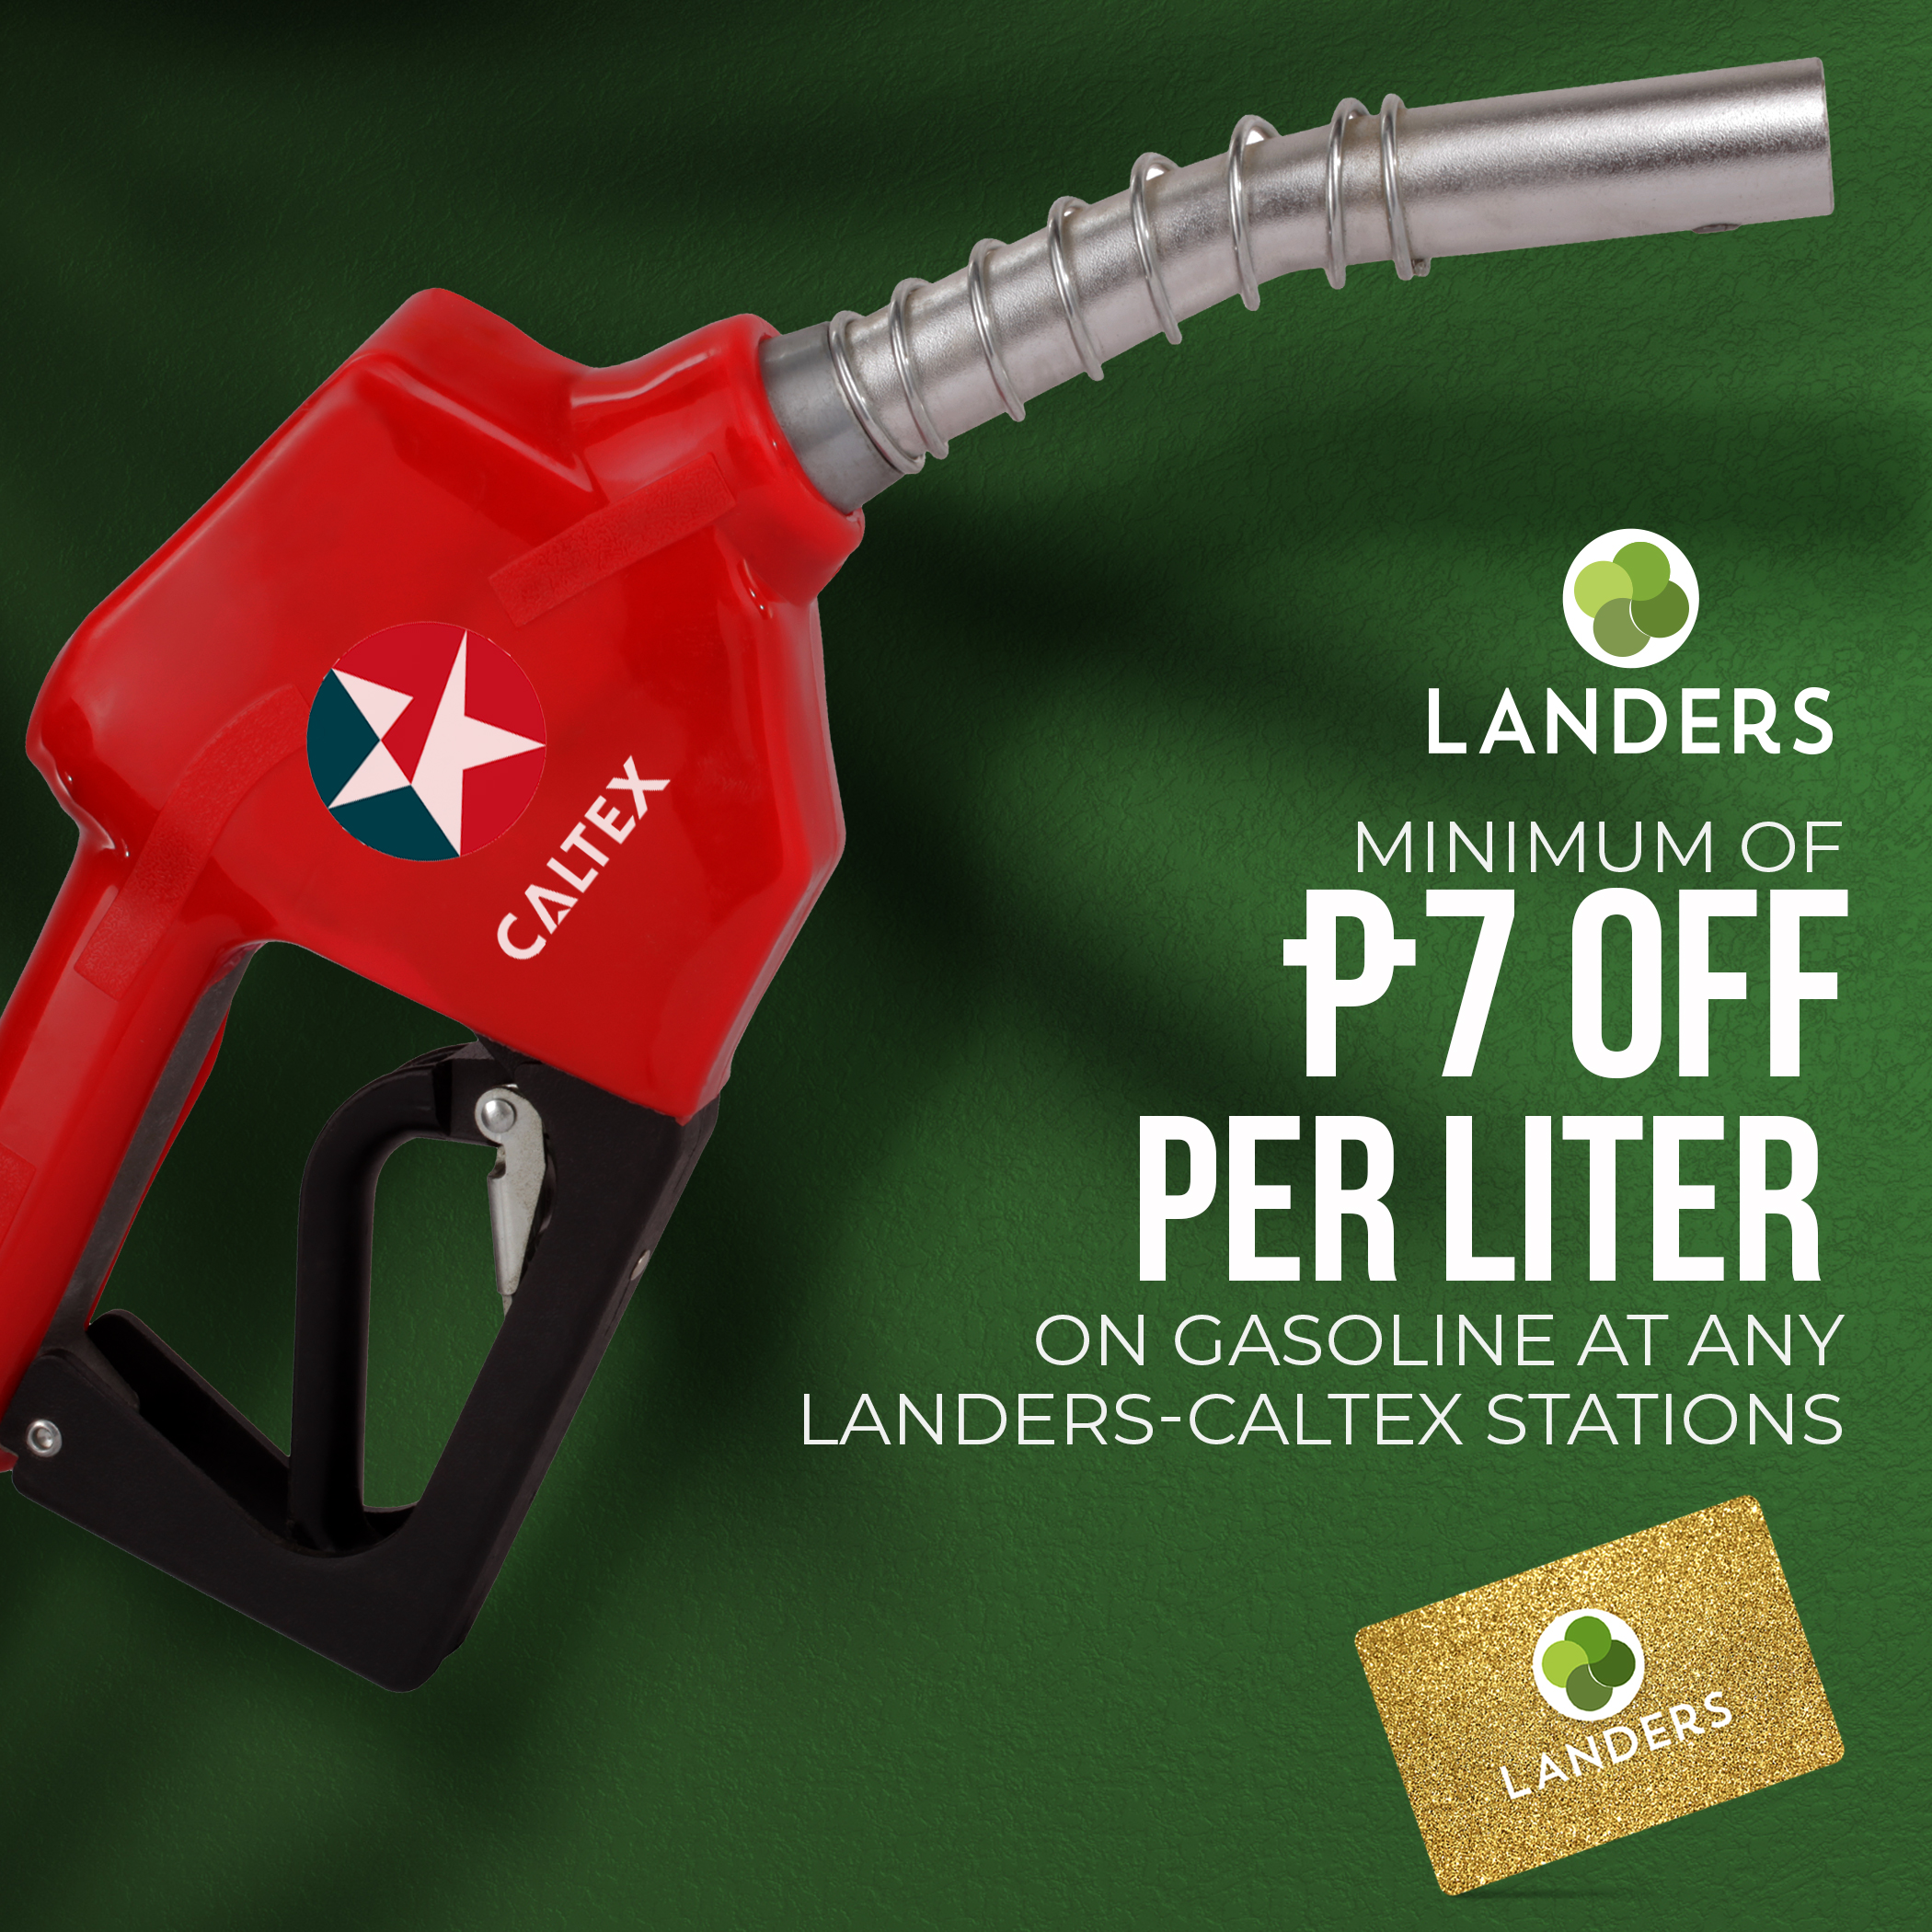 CALTEX
LANDERS
MINIMUM OF
₱7 OFF
PER LITER
ON GASOLINE AT ANY
LANDERS-CALTEX STATIONS
LANDERS